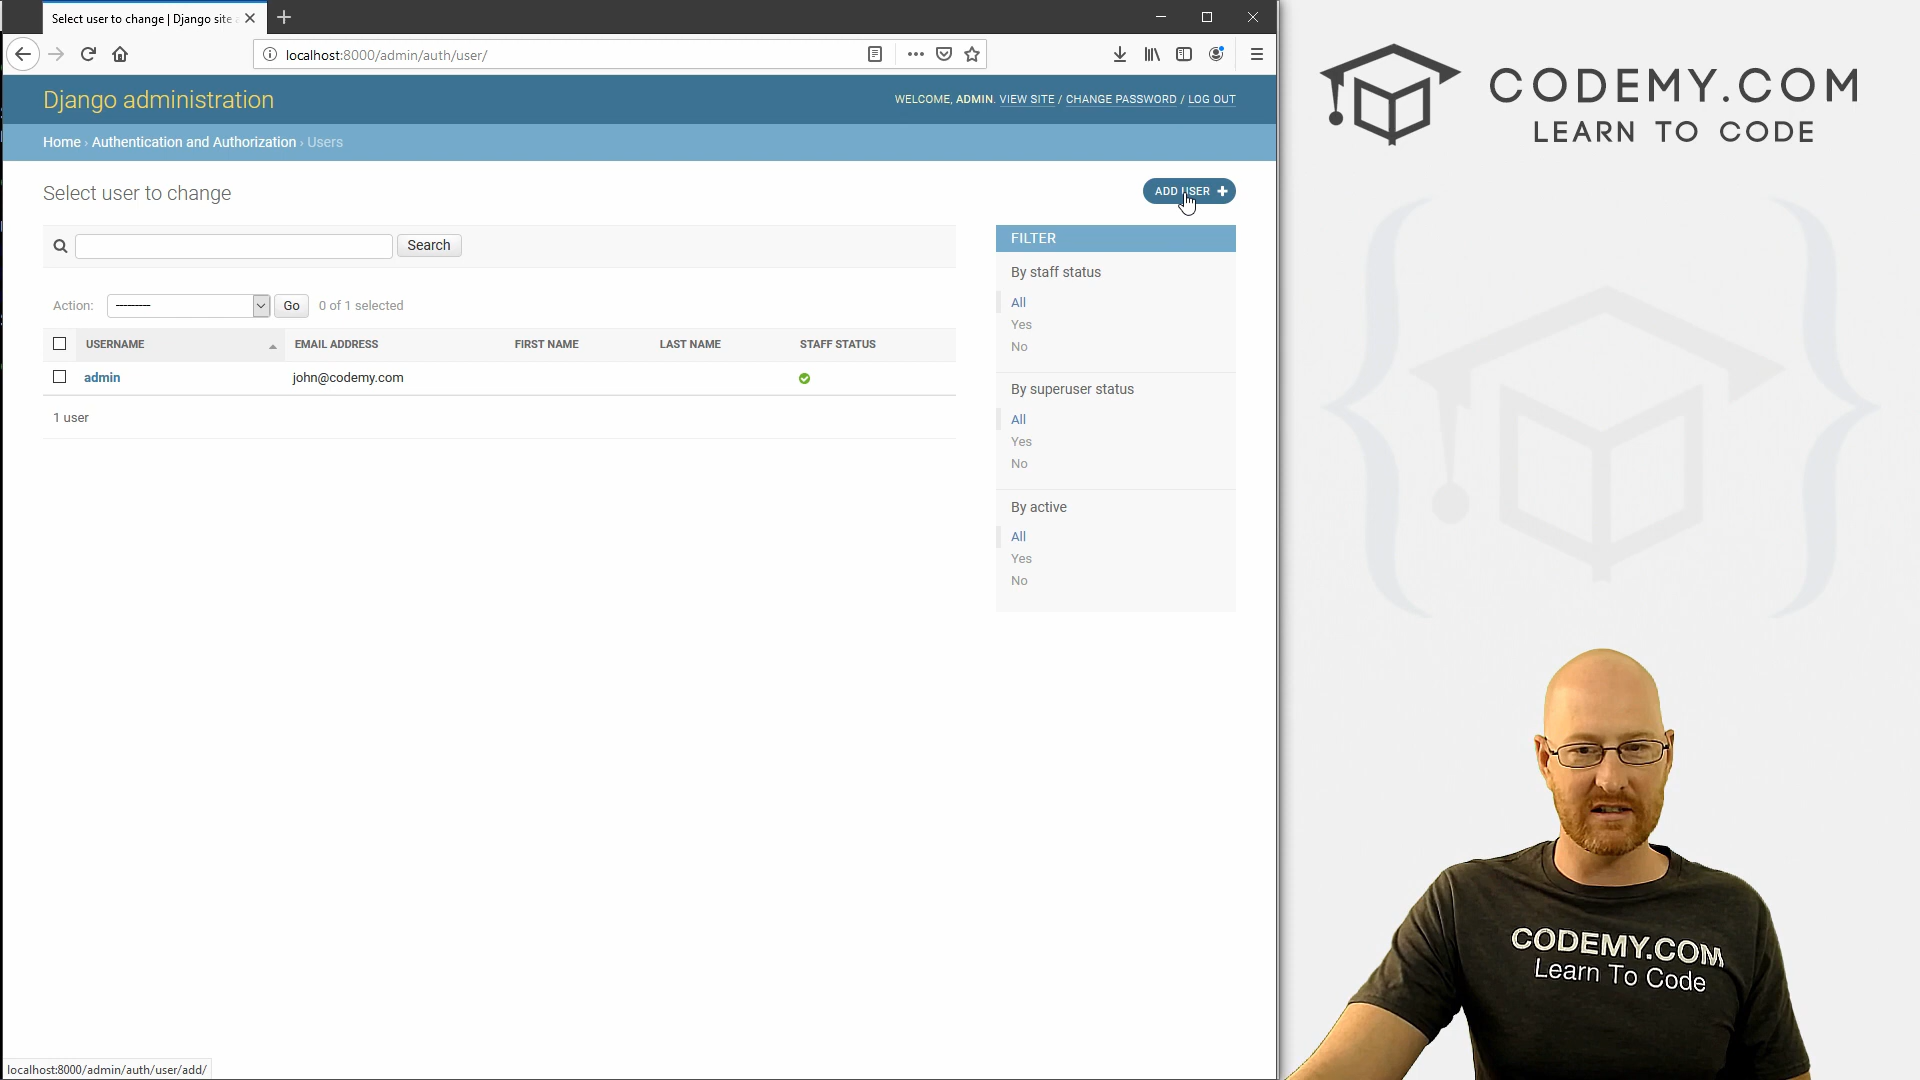 Select user to change | Django site a
localhost:8000/admin/auth/user/
Django administration
WELCOME, ADMIN. VIEW SITE / CHANGE PASSWORD / LOG OUT
Home › Authentication and Authorization › Users
Select user to change
ADD USER +
Search
Action: --------- Go 0 of 1 selected
USERNAME EMAIL ADDRESS FIRST NAME LAST NAME STAFF STATUS
admin john@codemy.com
1 user
FILTER
By staff status
All
Yes
No
By superuser status
All
Yes
No
By active
All
Yes
No
localhost:8000/admin/auth/user/add/
CODEMY.COM
LEARN TO CODE
CODEMY.COM
Learn To Code